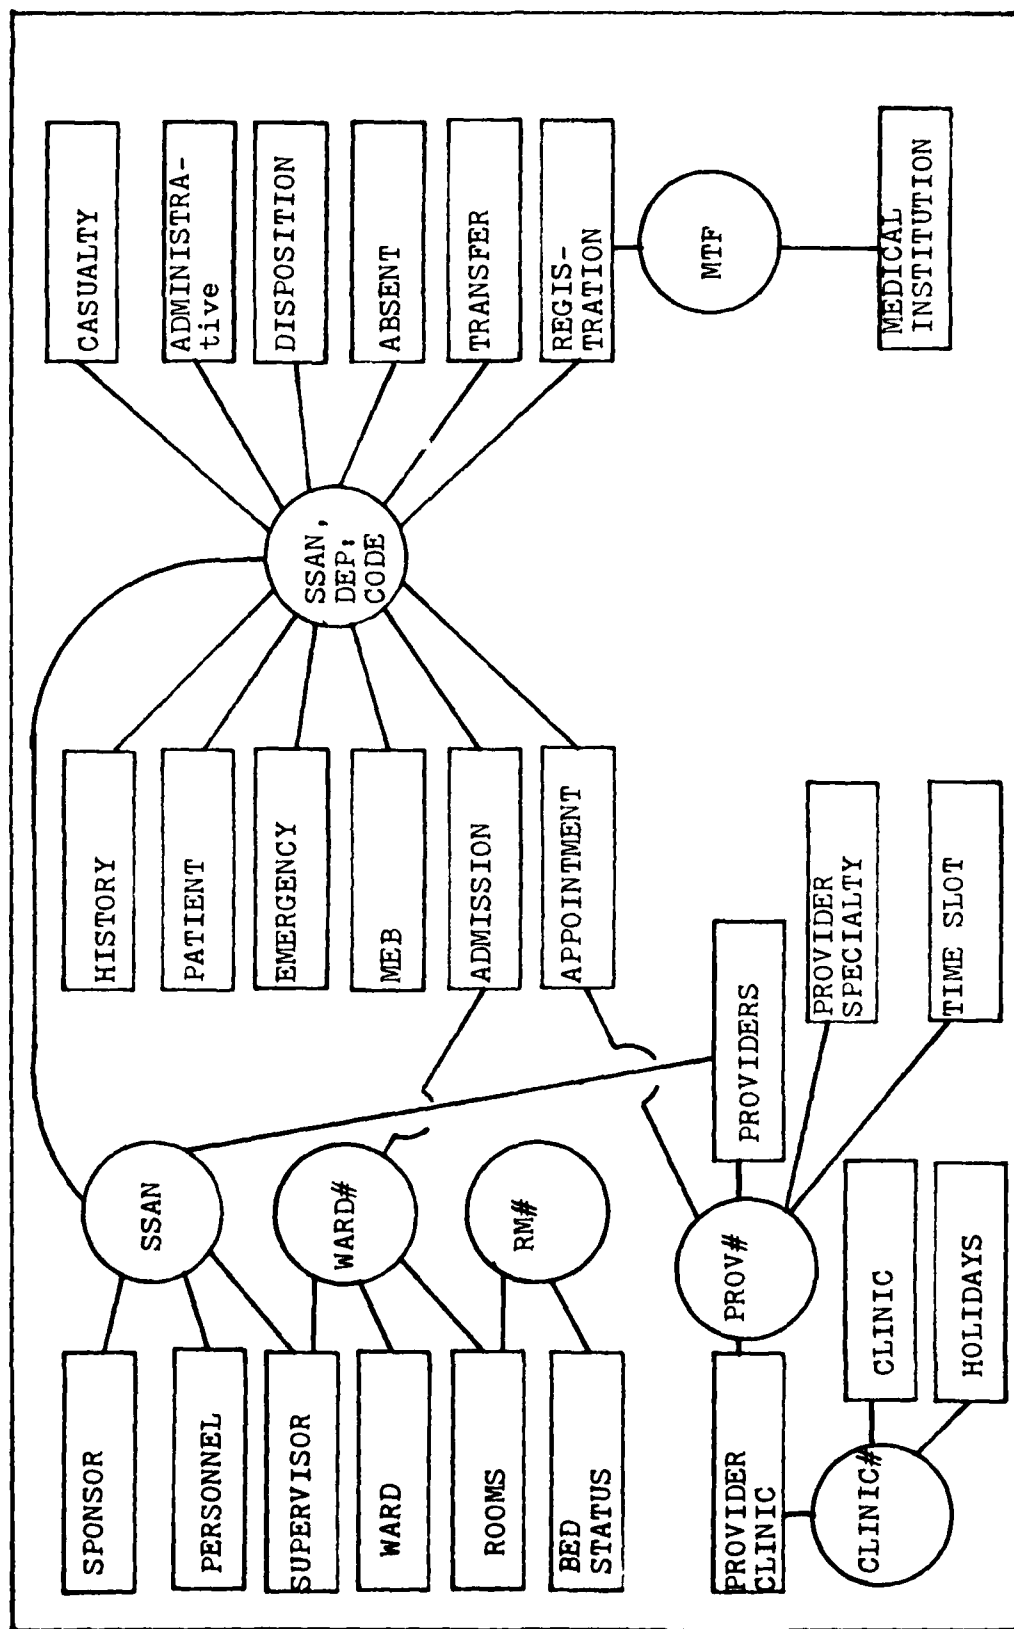 SPONSOR
PERSONNEL
SUPERVISOR
WARD
ROOMS
BED
STATUS
PROVIDER
CLINIC
CLINIC#
CLINIC
HOLIDAYS
SSAN
WARD#
RM#
PROV#
PROVIDERS
PROVIDER
SPECIALTY
TIME SLOT
HISTORY
PATIENT
EMERGENCY
MEB
ADMISSION
APPOINTMENT
SSAN,
DEP:
CODE
CASUALTY
ADMINISTRA-
tive
DISPOSITION
ABSENT
TRANSFER
REGIS-
TRATION
MTF
MEDICAL
INSTITUTION